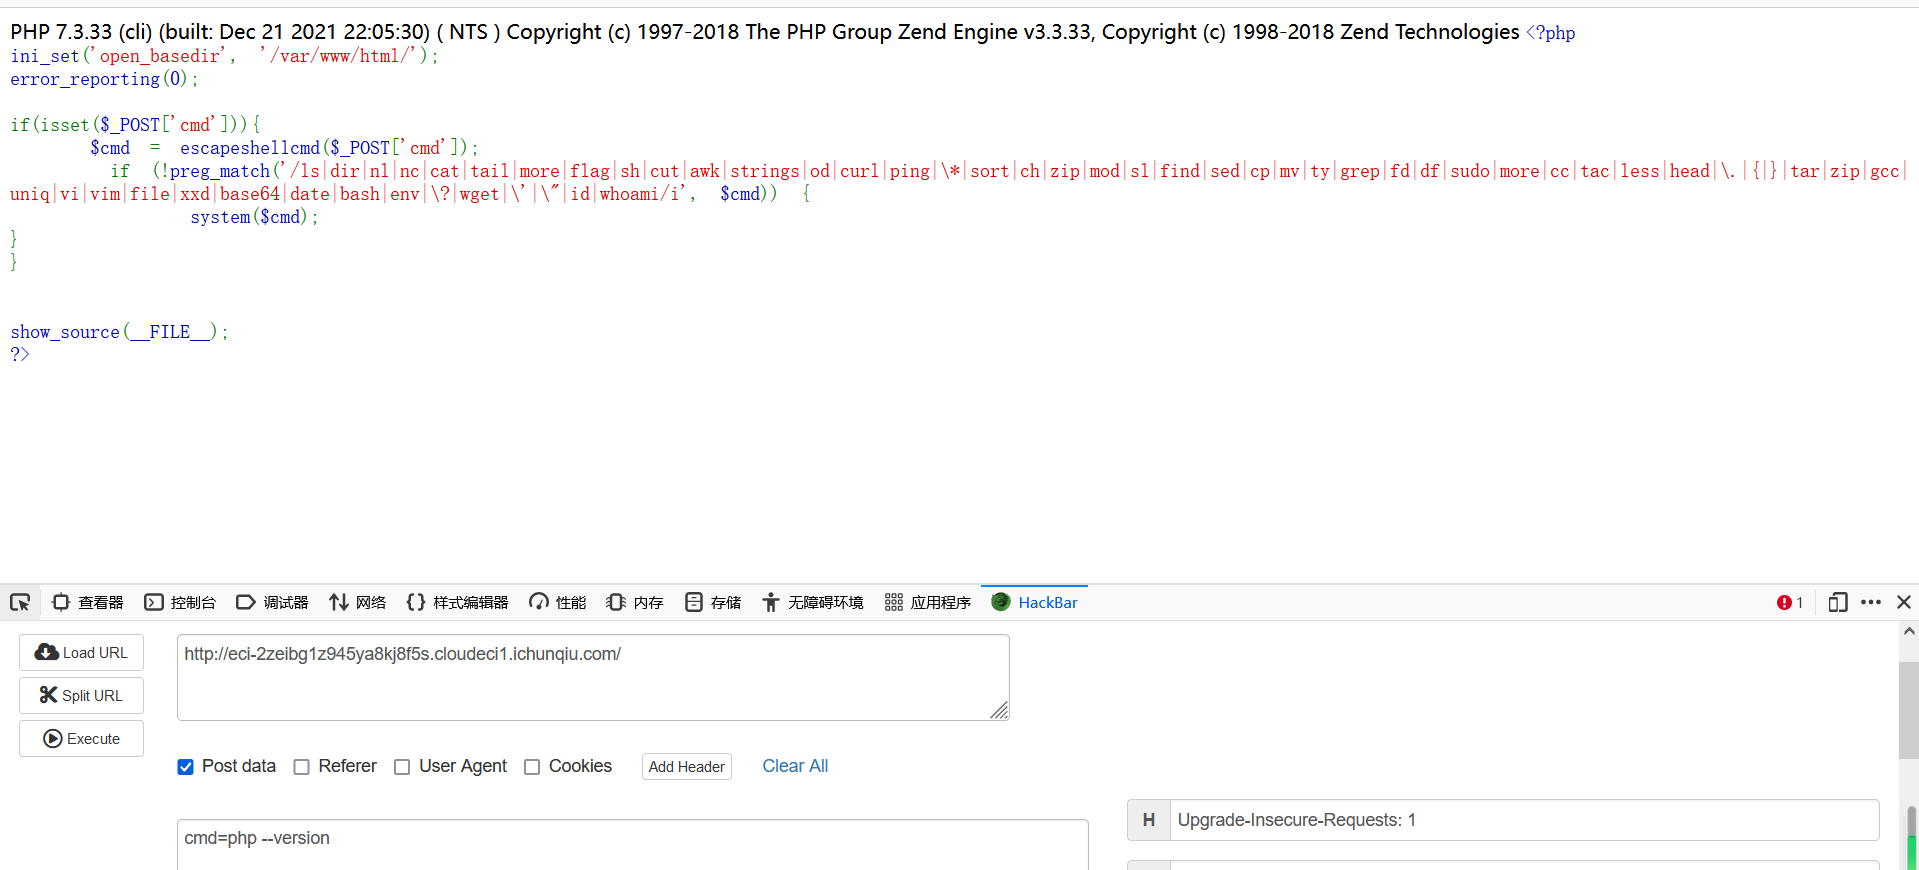 PHP 7.3.33 (cli) (built: Dec 21 2021 22:05:30) ( NTS ) Copyright (c) 1997-2018 The PHP Group Zend Engine v3.3.33, Copyright (c) 1998-2018 Zend Technologies <?php
ini_set('open_basedir', '/var/www/html/');
error_reporting(0);
if(isset($_POST['cmd'])){
$cmd = escapeshellcmd($_POST['cmd']);
if (!preg_match('/ls|dir|nl|nc|cat|tail|more|flag|sh|cut|awk|strings|od|curl|ping|\*|sort|ch|zip|mod|sl|find|sed|cp|mv|ty|grep|fd|df|sudo|more|cc|tac|less|head|\.|{|}|tar|zip|gcc|
uniq|vi|vim|file|xxd|base64|date|bash|env|\?|wget|\'|\"|id|whoami/i', $cmd)) {
system($cmd);
}
}
show_source(__FILE__);
?>
查看器 控制台 调试器 网络 样式编辑器 性能 内存 存储 无障碍环境 应用程序 HackBar 1
Load URL
http://eci-2zeibg1z945ya8kj8f5s.cloudeci1.ichunqiu.com/
Split URL
Execute
Post data Referer User Agent Cookies Add Header Clear All
H Upgrade-Insecure-Requests: 1
cmd=php --version